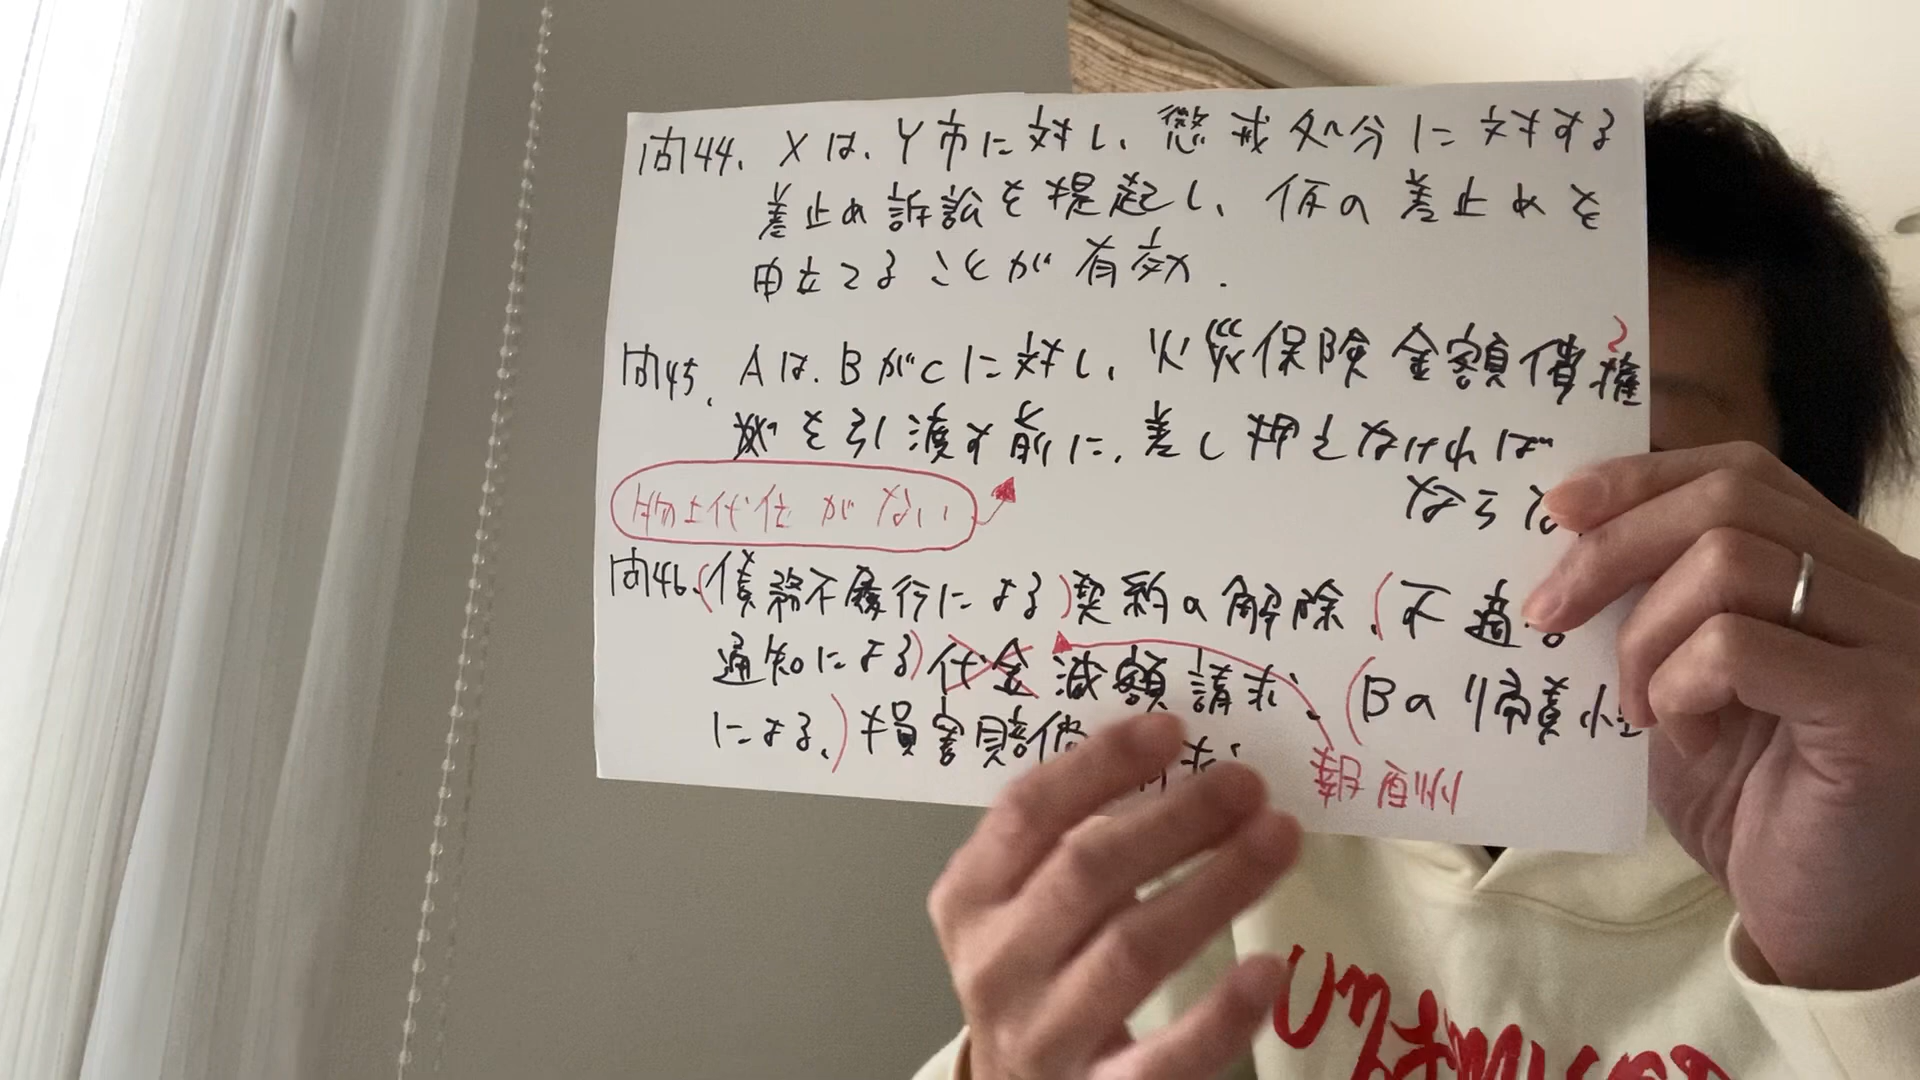 問44. Xは、Y市に対し、懲戒処分に対する
差止め訴訟を提起し、仮の差止めを
申立てることが有効.
問45. Aは、BがCに対し、火災保険金額債権
を引渡す前に、差し押えなければ
なら
物上代位がない
問46.(債務不履行による)契約の解除、(不適
通知による)代金減額請求、(Bの帰責性
による、)損害賠償
報酬